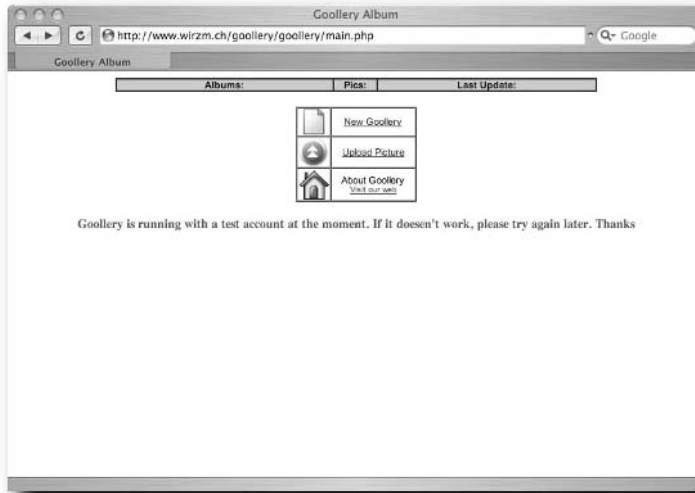 Goollery Album
http://www.wirzm.ch/goollery/goollery/main.php
Google
Goollery Album
Albums: Pics: Last Update:
New Goollery
Upload Picture
About Goollery
Visit our web
Goollery is running with a test account at the moment. If it doesen't work, please try again later. Thanks